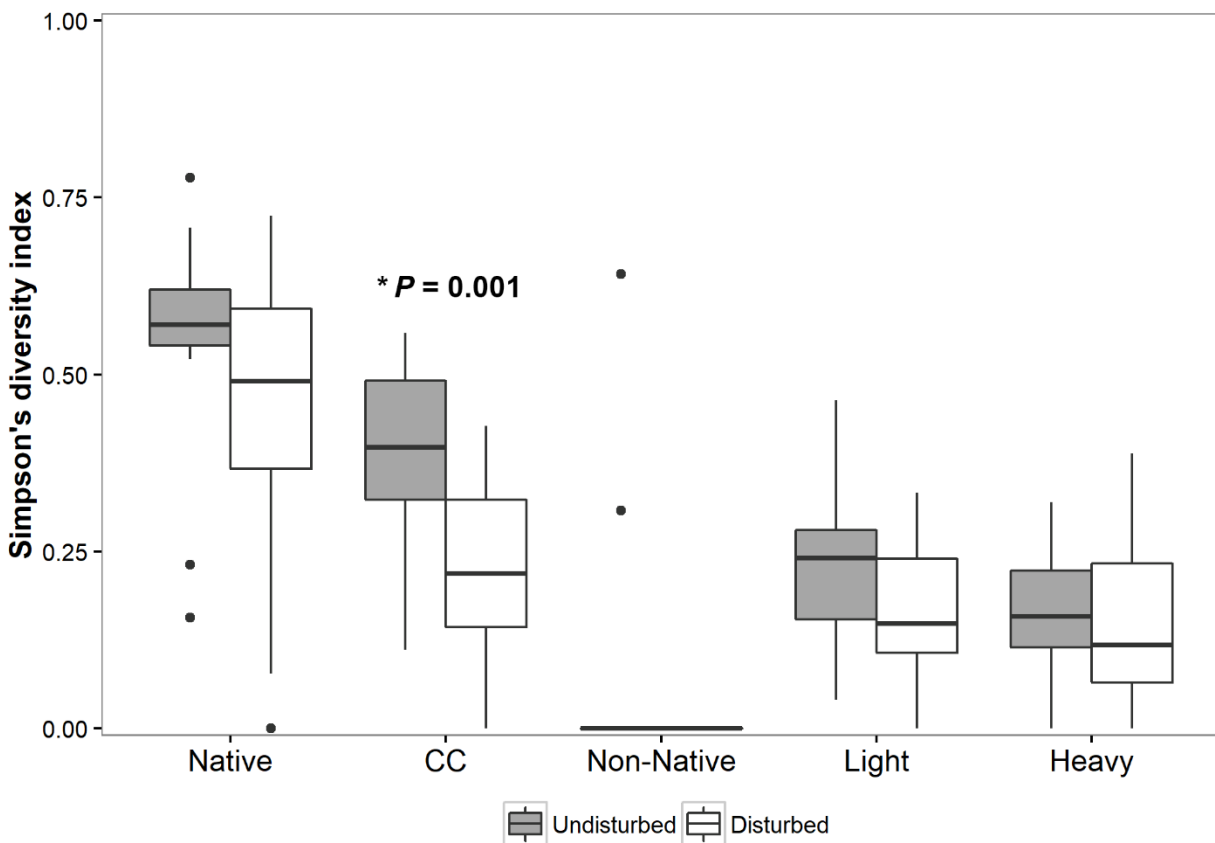 Simpson's diversity index
1.00
0.75
0.50
0.25
0.00
* P = 0.001
Native
CC
Non-Native
Light
Heavy
Undisturbed
Disturbed